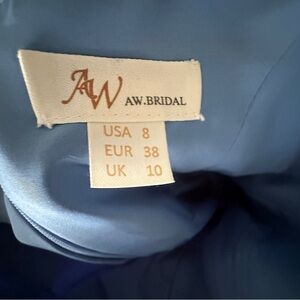 AW AW.BRIDAL
USA 8
EUR 38
UK 10